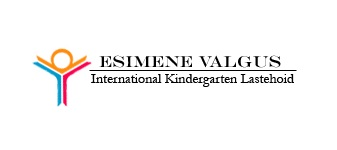 ESIMENE VALGUS
International Kindergarten Lastehoid